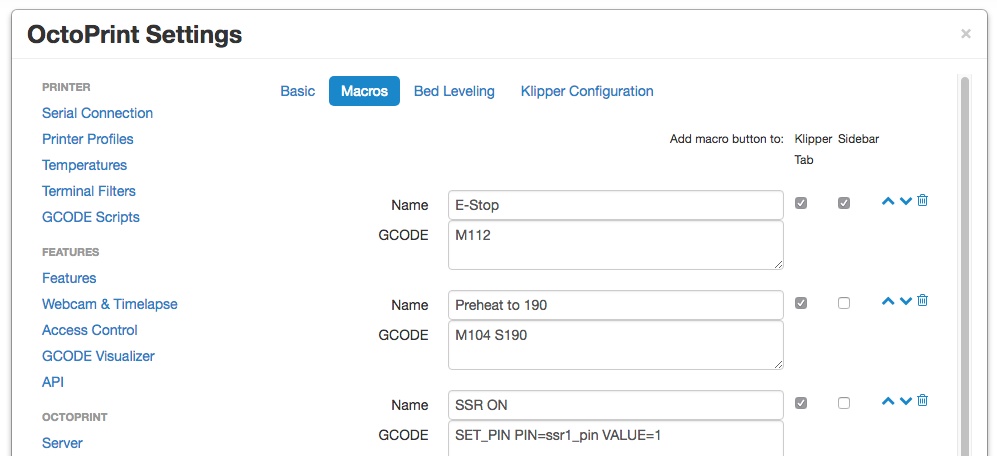 OctoPrint Settings
×
PRINTER
Serial Connection
Printer Profiles
Temperatures
Terminal Filters
GCODE Scripts
FEATURES
Features
Webcam & Timelapse
Access Control
GCODE Visualizer
API
OCTOPRINT
Server
Basic Macros Bed Leveling Klipper Configuration
Add macro button to: Klipper Sidebar
Tab
Name E-Stop
GCODE M112
Name Preheat to 190
GCODE M104 S190
Name SSR ON
GCODE SET_PIN PIN=ssr1_pin VALUE=1